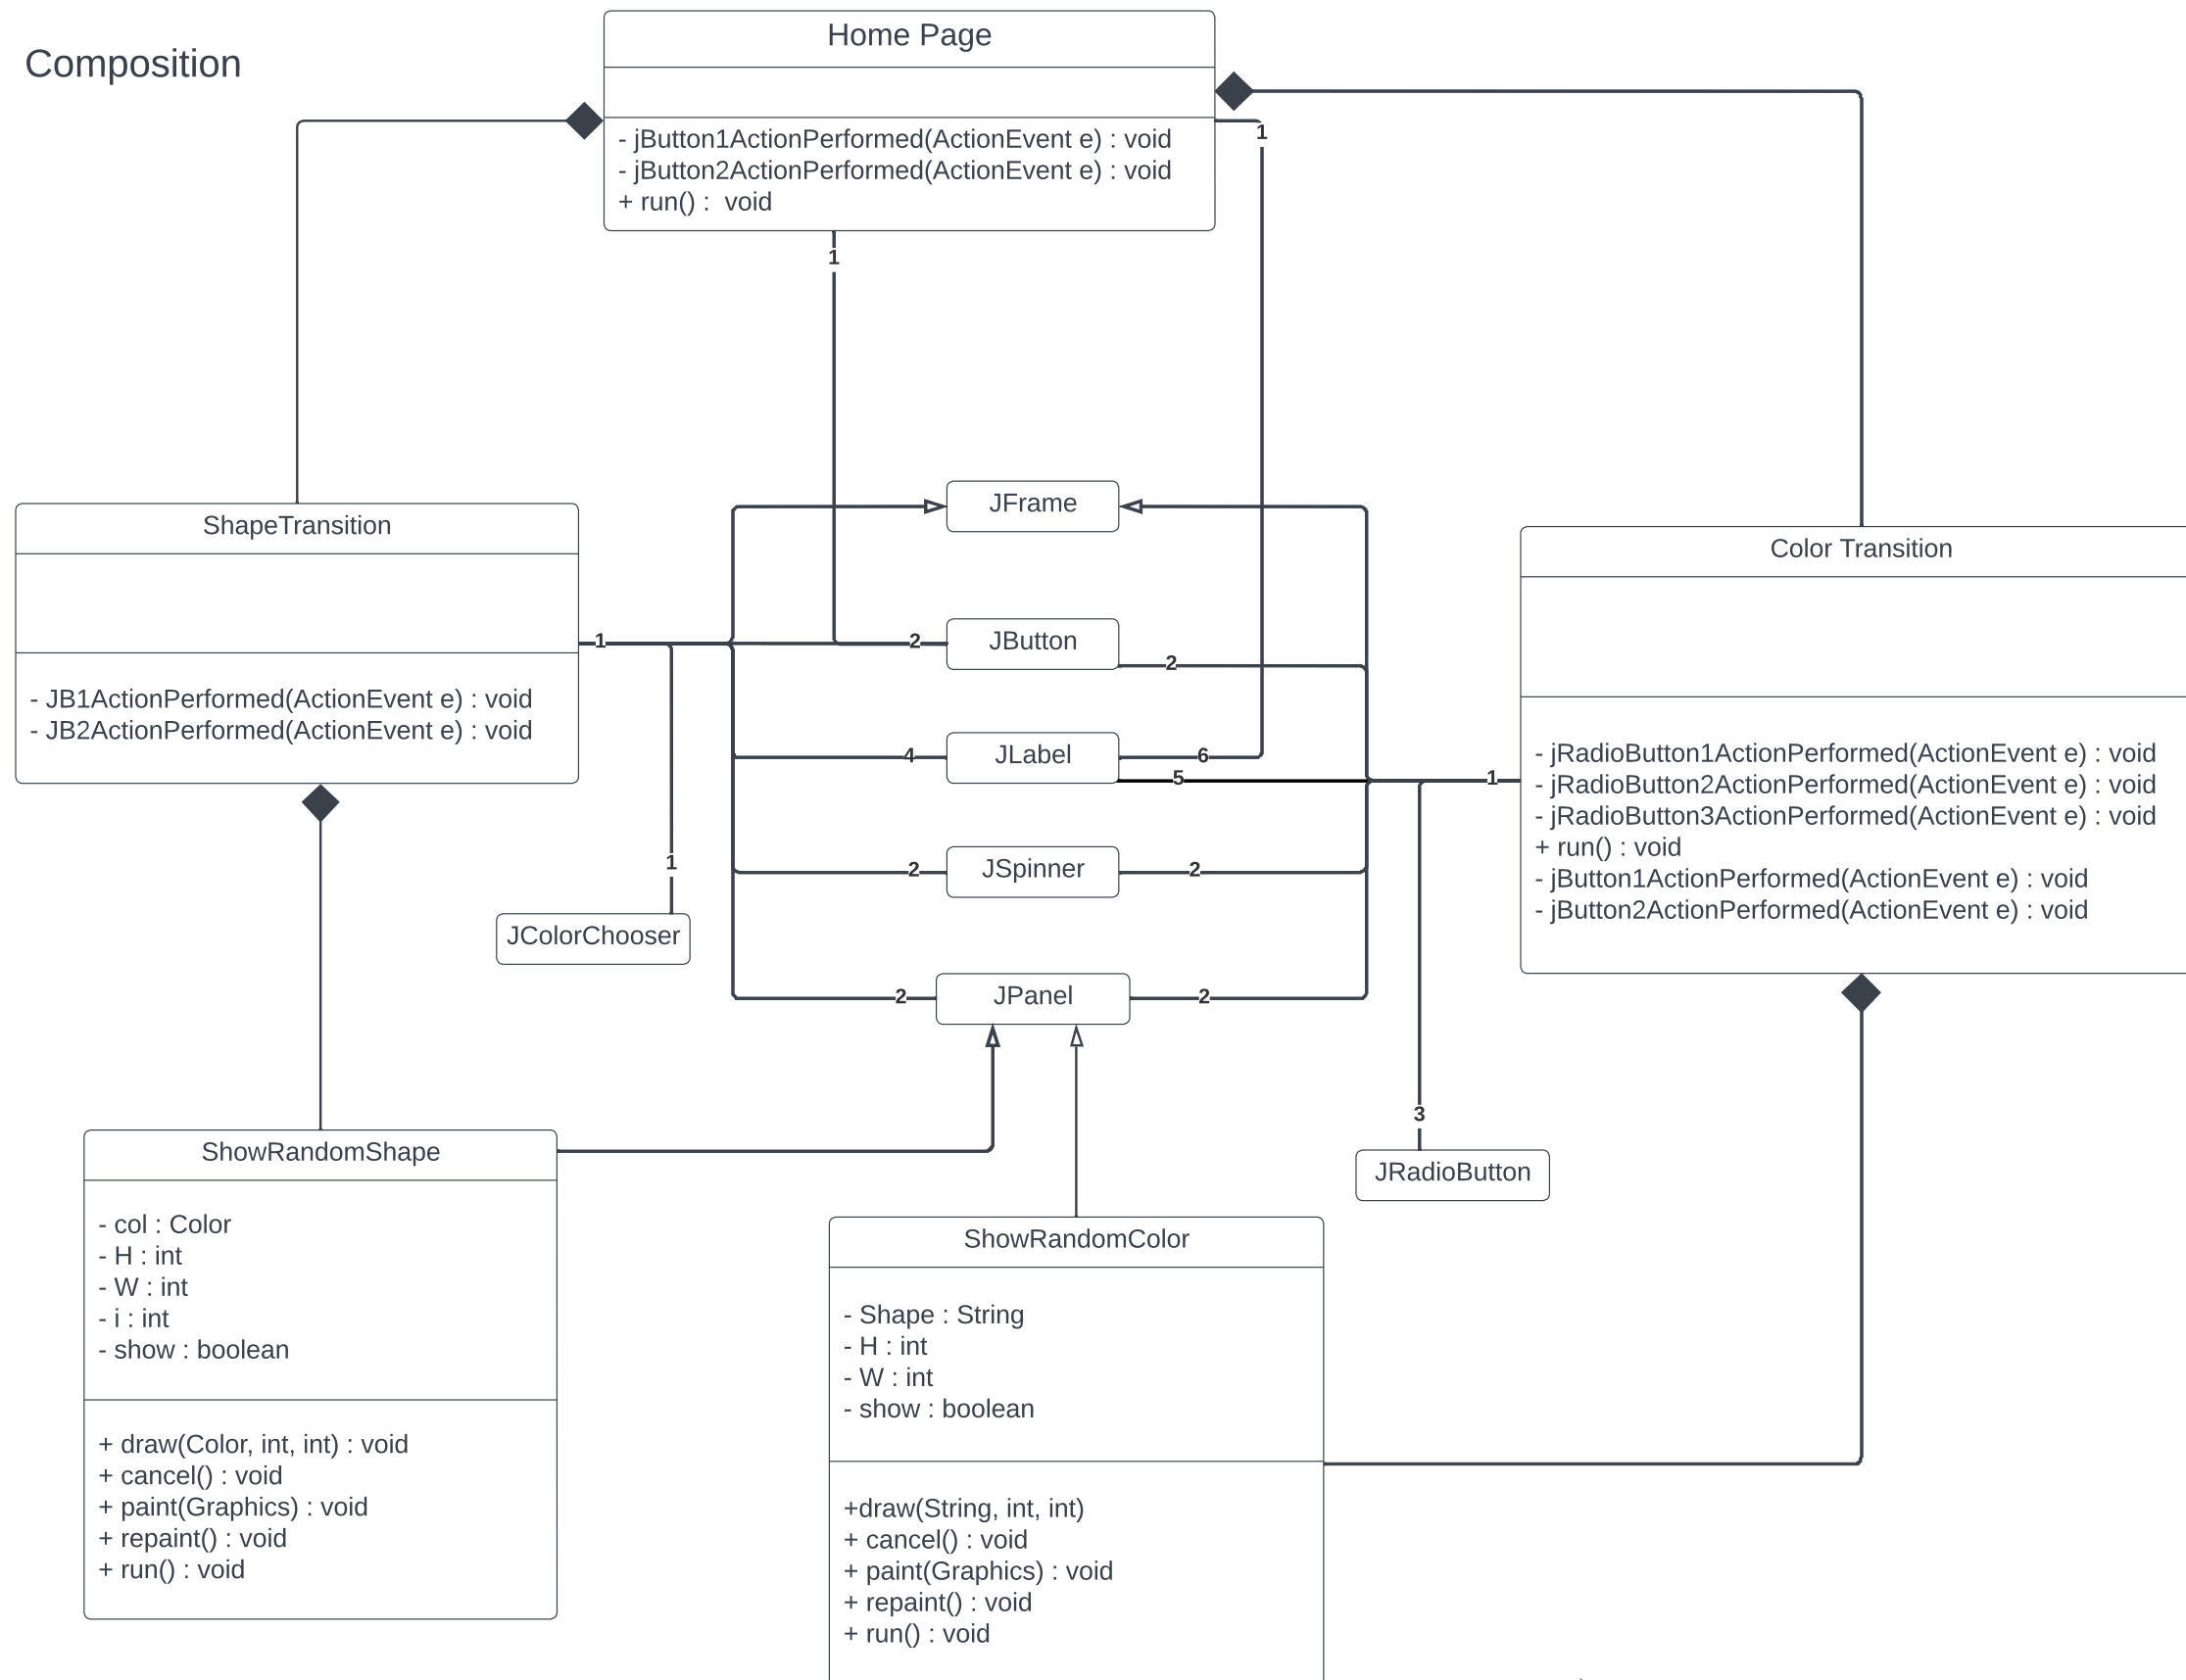 Composition
Home Page
- jButton1ActionPerformed(ActionEvent e) : void
- jButton2ActionPerformed(ActionEvent e) : void
+ run() :  void
1
1
ShapeTransition
- JB1ActionPerformed(ActionEvent e) : void
- JB2ActionPerformed(ActionEvent e) : void
1
1
JColorChooser
JFrame
2
JButton
2
4
JLabel
6
5
2
JSpinner
2
2
JPanel
2
Color Transition
1
- jRadioButton1ActionPerformed(ActionEvent e) : void
- jRadioButton2ActionPerformed(ActionEvent e) : void
- jRadioButton3ActionPerformed(ActionEvent e) : void
+ run() : void
- jButton1ActionPerformed(ActionEvent e) : void
- jButton2ActionPerformed(ActionEvent e) : void
3
JRadioButton
ShowRandomShape
- col : Color
- H : int
- W : int
- i : int
- show : boolean
+ draw(Color, int, int) : void
+ cancel() : void
+ paint(Graphics) : void
+ repaint() : void
+ run() : void
ShowRandomColor
- Shape : String
- H : int
- W : int
- show : boolean
+draw(String, int, int)
+ cancel() : void
+ paint(Graphics) : void
+ repaint() : void
+ run() : void